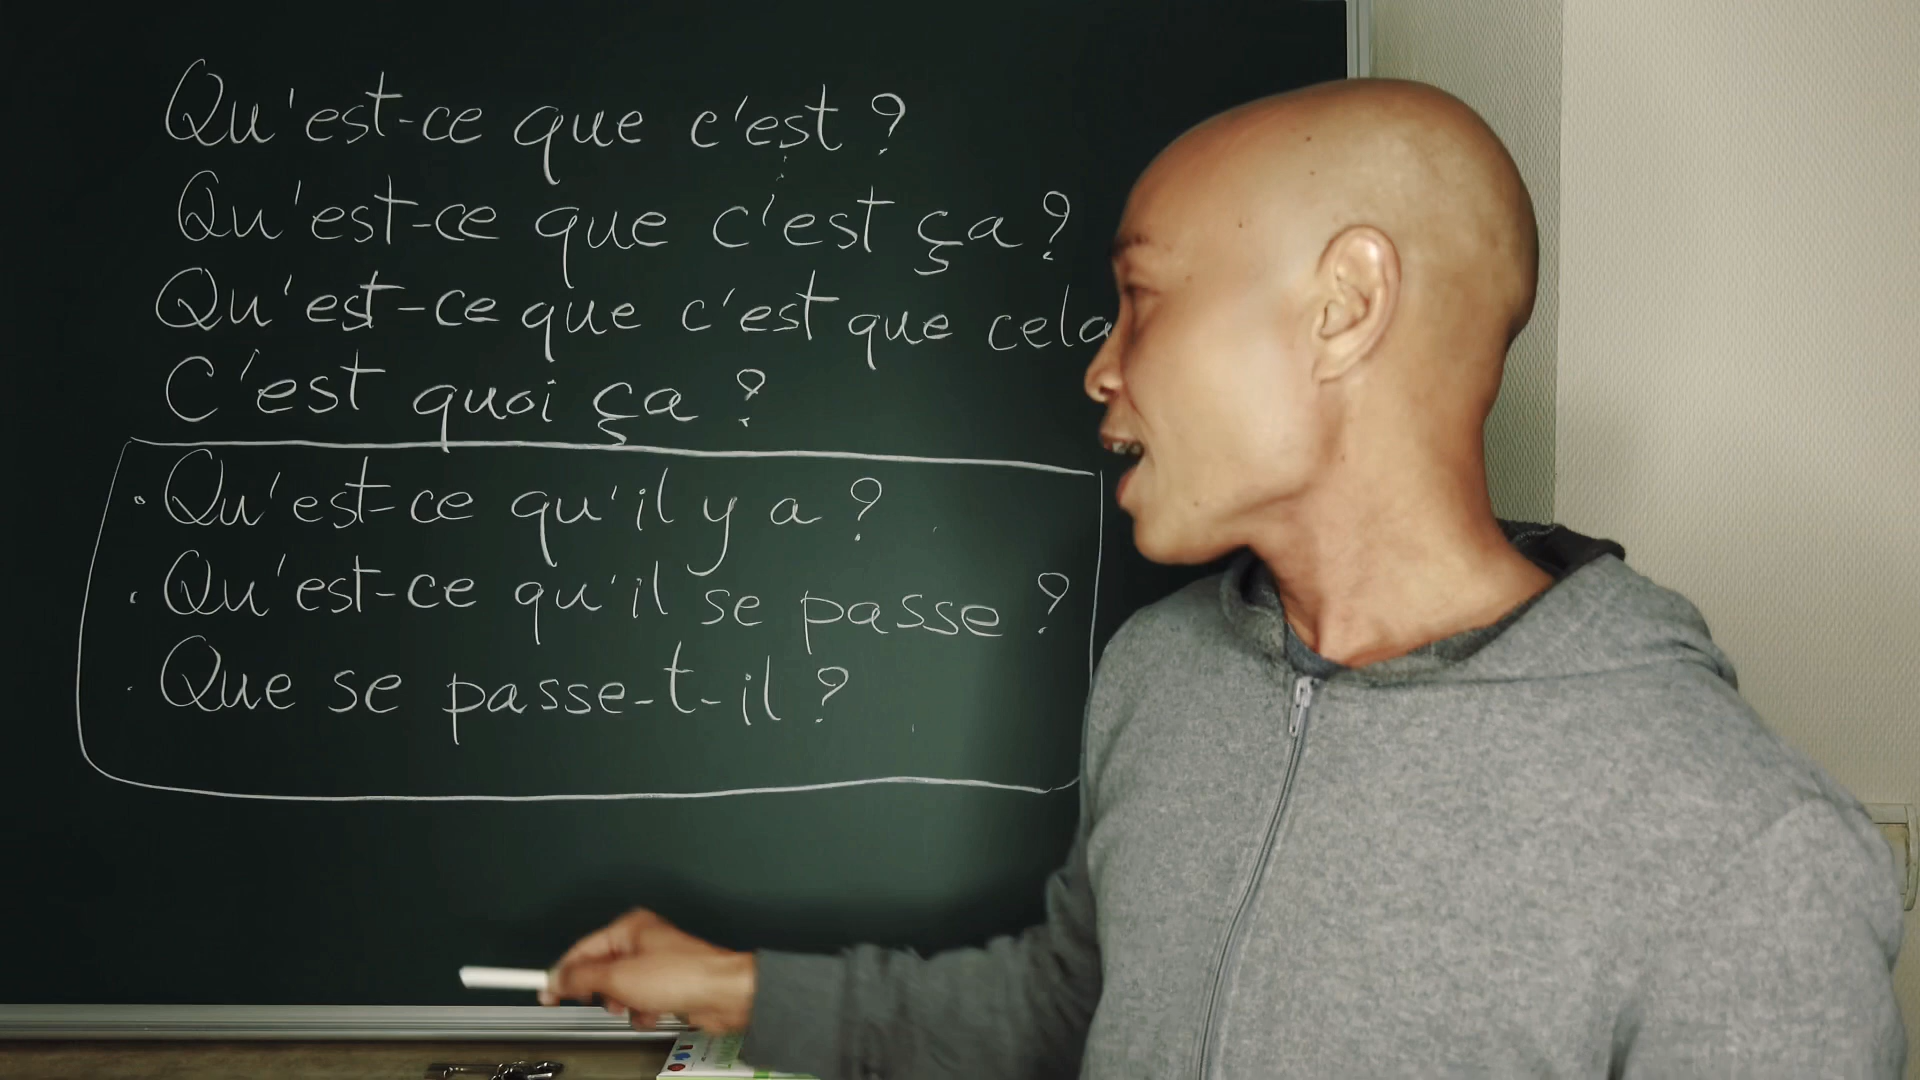 Qu'est-ce que c'est ?
Qu'est-ce que c'est ça ?
Qu'est-ce que c'est que cela
C'est quoi ça ?
• Qu'est-ce qu'il y a ?
• Qu'est-ce qu'il se passe ?
• Que se passe-t-il ?